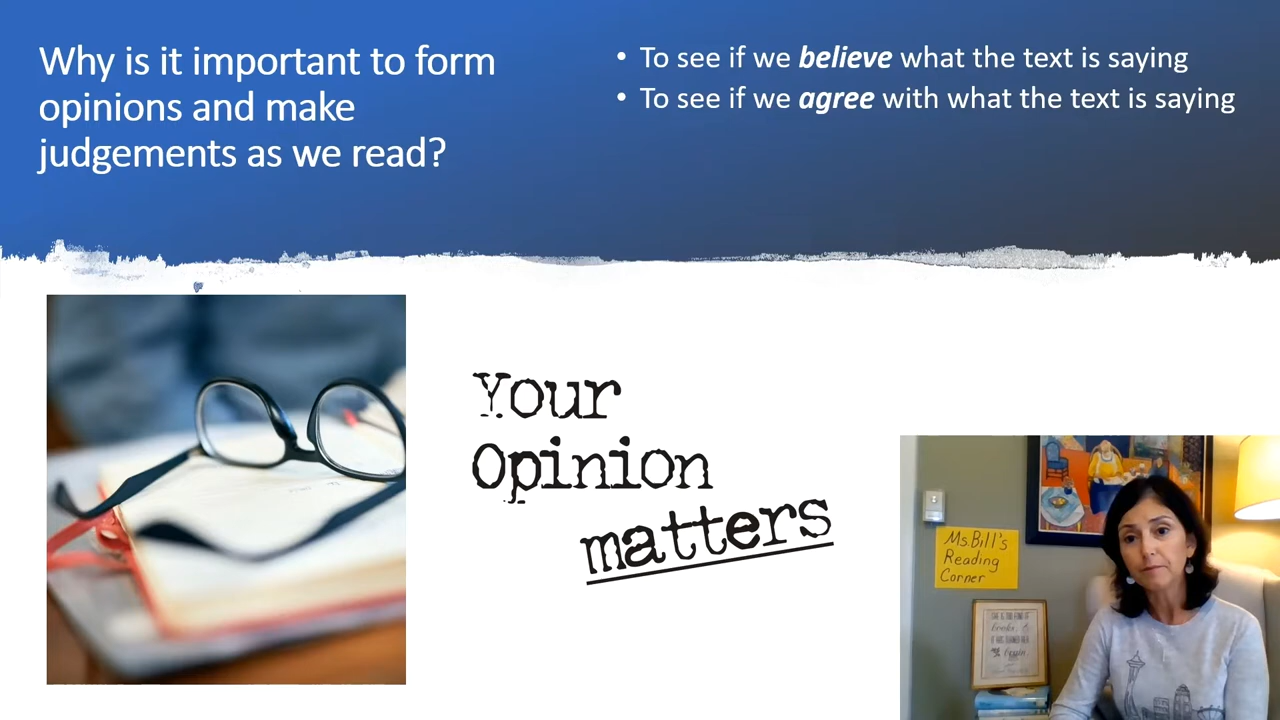 Why is it important to form
opinions and make
judgements as we read?
• To see if we believe what the text is saying
• To see if we agree with what the text is saying
Your
Opinion
matters
Ms. Bill's
Reading
Corner
books,
begin.